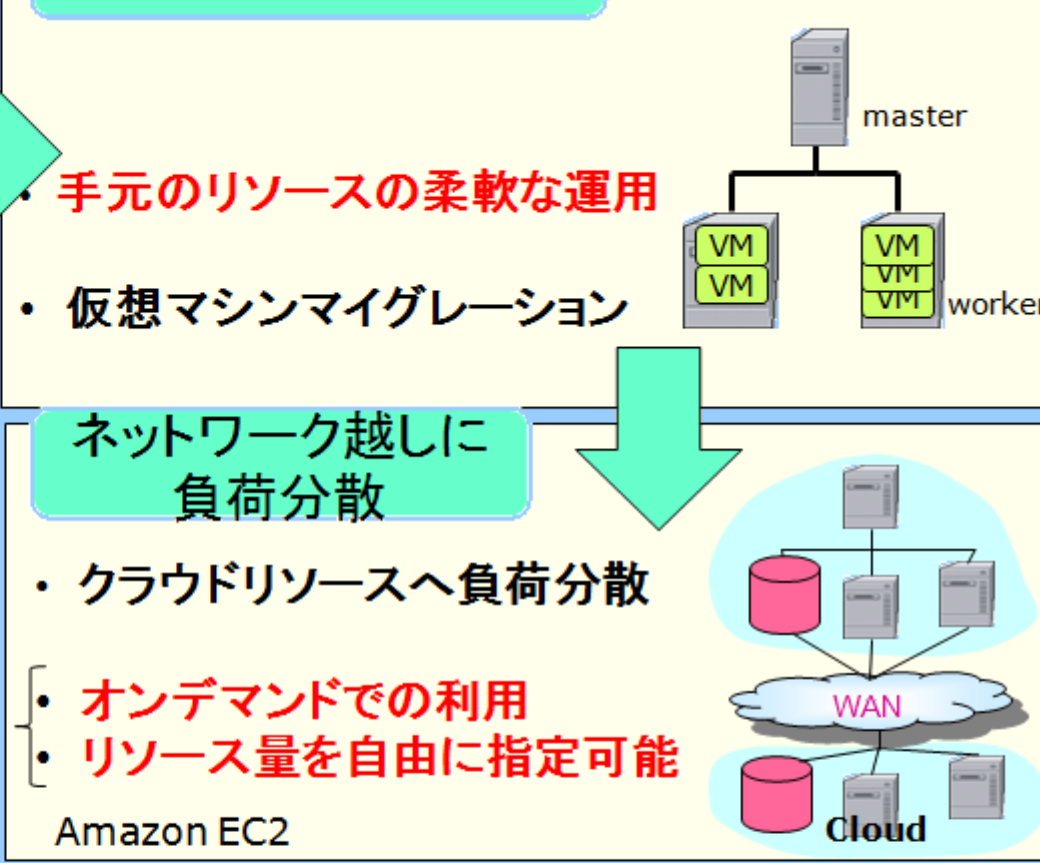 master
• 手元のリソースの柔軟な運用
VM
VM
VM
VM
VM
• 仮想マシンマイグレーション
worker
ネットワーク越しに
負荷分散
• クラウドリソースへ負荷分散
• オンデマンドでの利用
• リソース量を自由に指定可能
WAN
Amazon EC2
Cloud